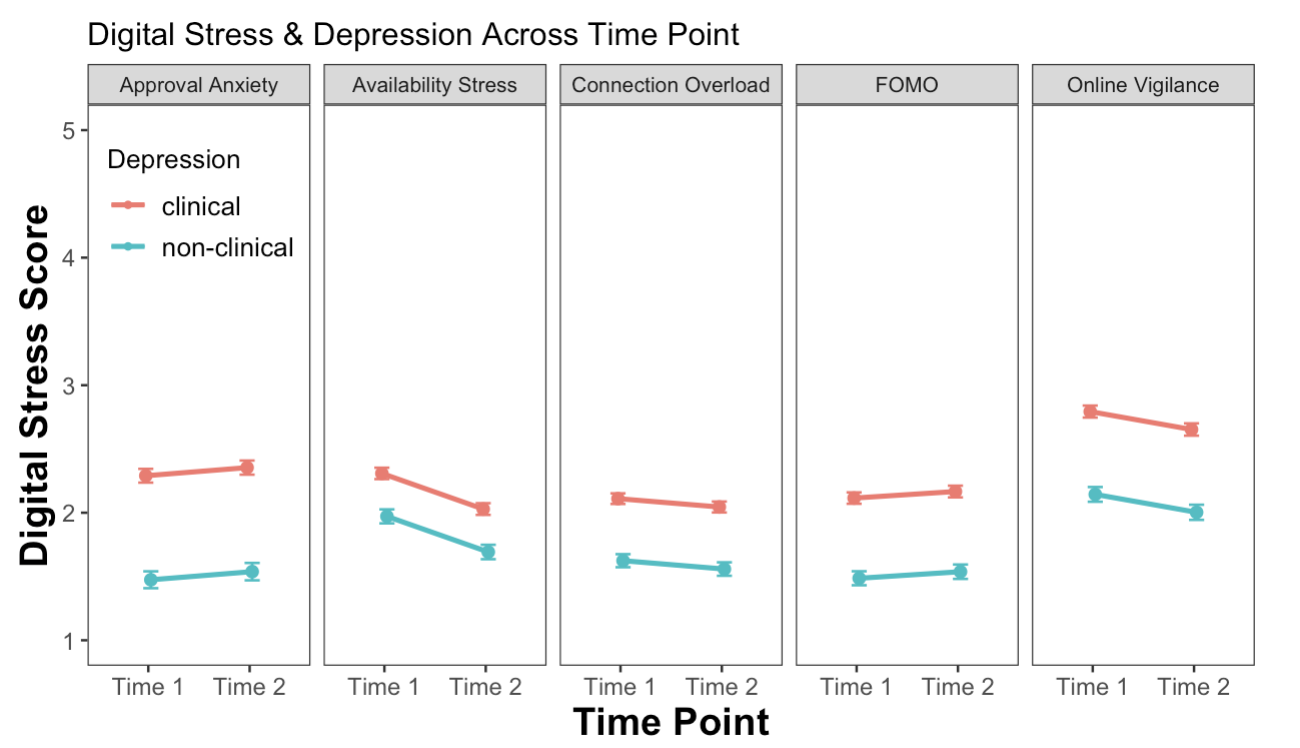 Digital Stress & Depression Across Time Point
Approval Anxiety
Availability Stress
Connection Overload
FOMO
Online Vigilance
Digital Stress Score
5
4
3
2
1
Depression
clinical
non-clinical
Time 1
Time 2
Time 1
Time 2
Time 1
Time 2
Time 1
Time 2
Time 1
Time 2
Time Point